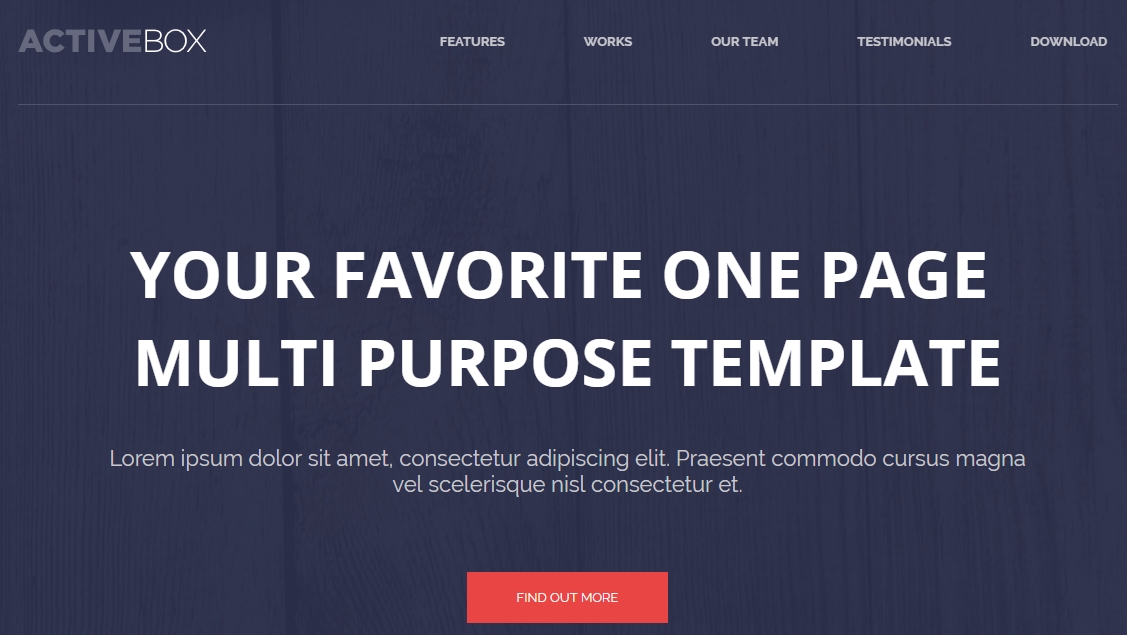 ACTIVEBOX
FEATURES WORKS OUR TEAM TESTIMONIALS DOWNLOAD
YOUR FAVORITE ONE PAGE
MULTI PURPOSE TEMPLATE
Lorem ipsum dolor sit amet, consectetur adipiscing elit. Praesent commodo cursus magna
vel scelerisque nisl consectetur et.
FIND OUT MORE